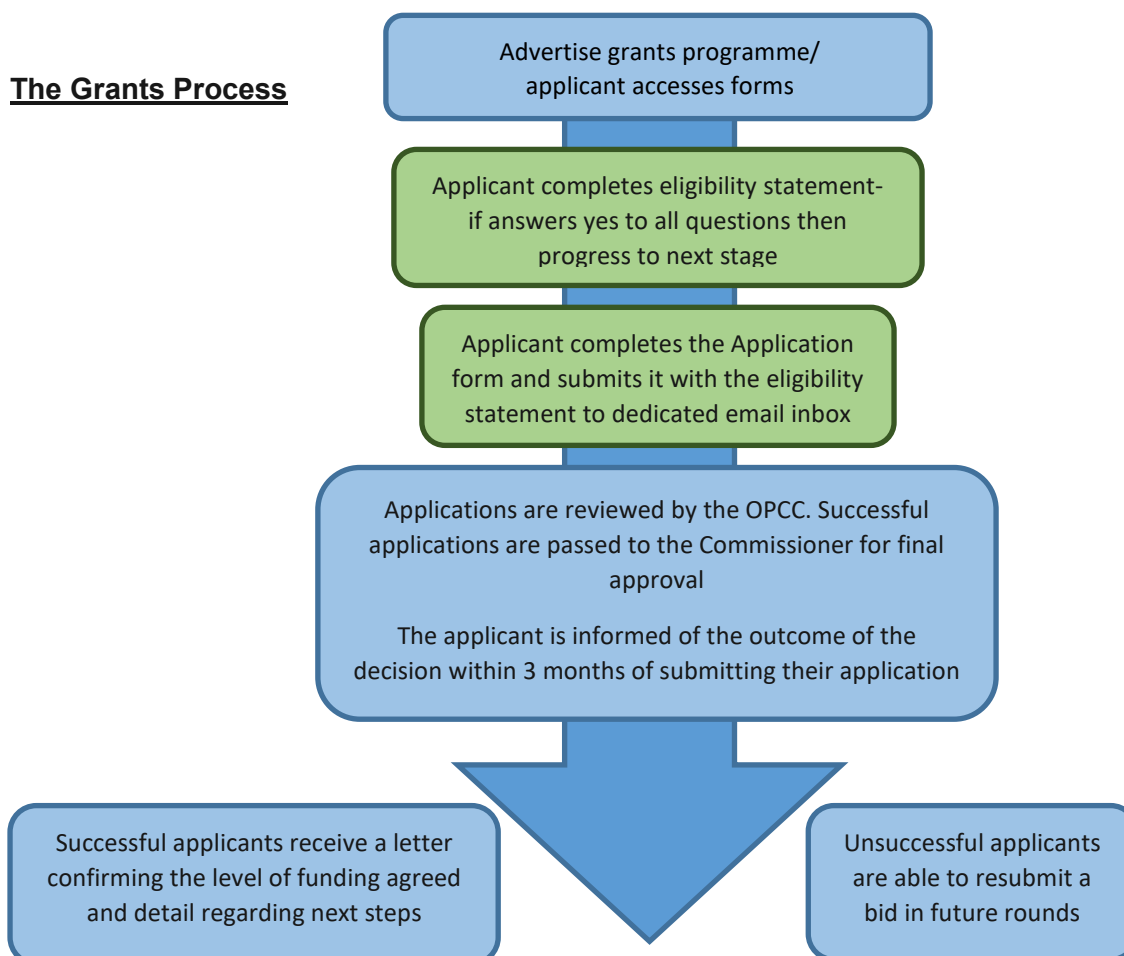 The Grants Process
Advertise grants programme/
applicant accesses forms
Applicant completes eligibility statement-
if answers yes to all questions then
progress to next stage
Applicant completes the Application
form and submits it with the eligibility
statement to dedicated email inbox
Applications are reviewed by the OPCC. Successful
applications are passed to the Commissioner for final
approval
The applicant is informed of the outcome of the
decision within 3 months of submitting their application
Successful applicants receive a letter
confirming the level of funding agreed
and detail regarding next steps
Unsuccessful applicants
are able to resubmit a
bid in future rounds